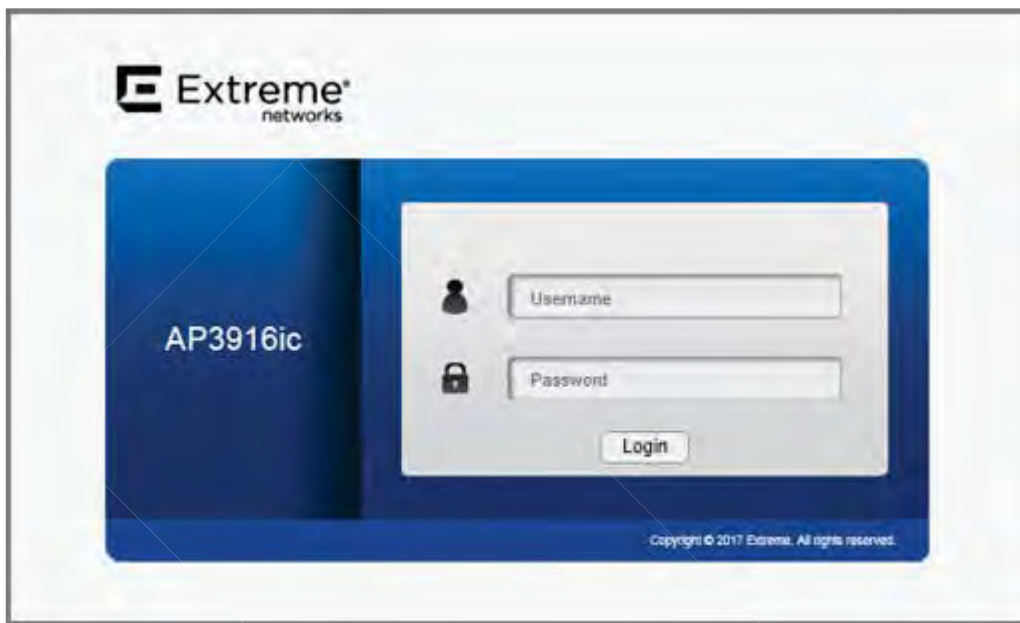 Extreme®
networks
AP3916ic
Username
Password
Login
Copyright © 2017 Extreme. All rights reserved.